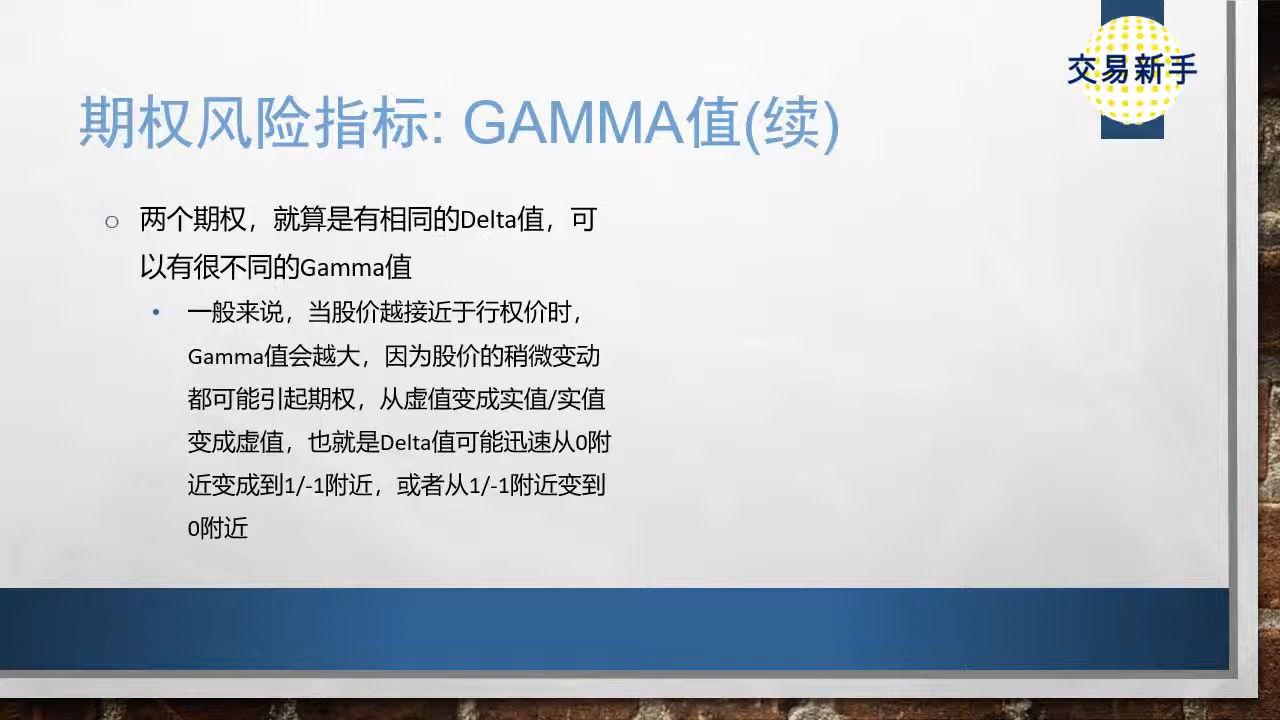 交易新手
期权风险指标: GAMMA值(续)
两个期权，就算是有相同的Delta值，可
以有很不同的Gamma值
一般来说，当股价越接近于行权价时，
Gamma值会越大，因为股价的稍微变动
都可能引起期权，从虚值变成实值/实值
变成虚值，也就是Delta值可能迅速从0附
近变成到1/-1附近，或者从1/-1附近变到
0附近